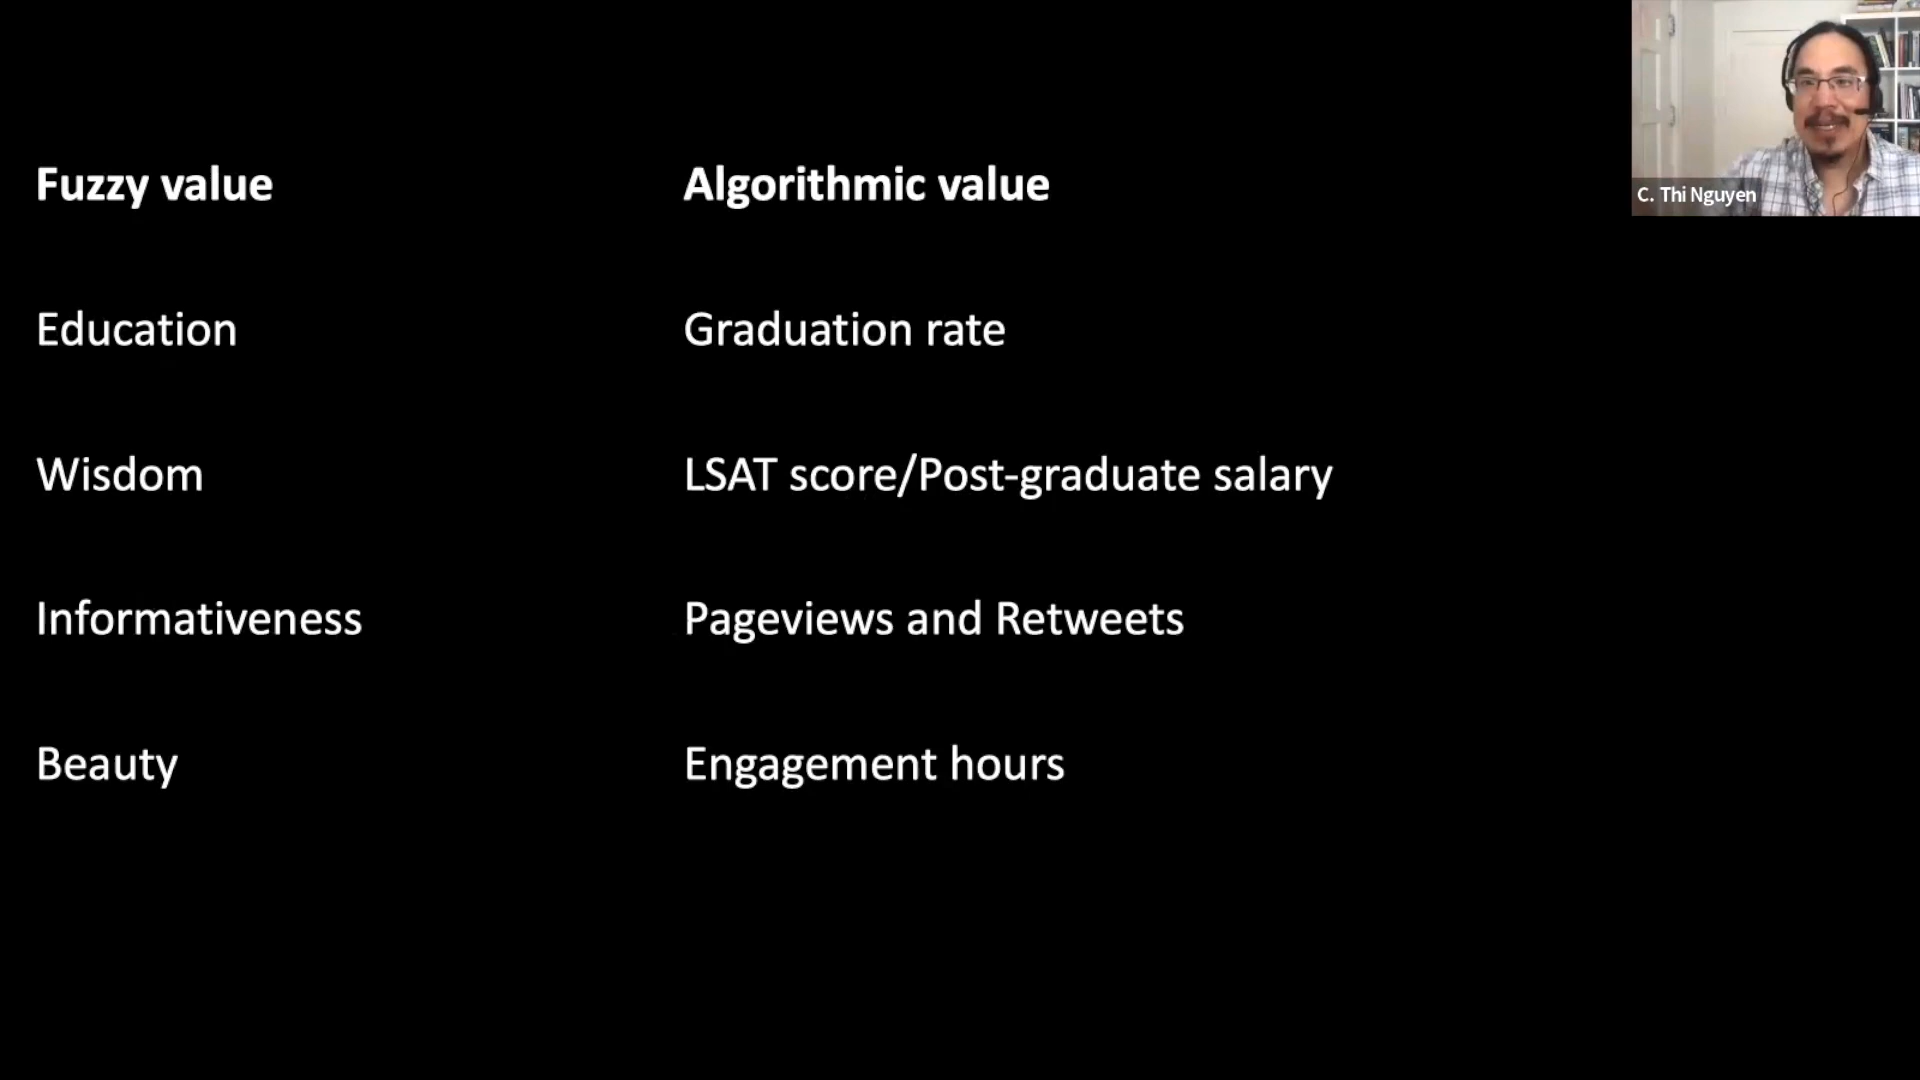 Fuzzy value Algorithmic value
Education Graduation rate
Wisdom LSAT score/Post-graduate salary
Informativeness Pageviews and Retweets
Beauty Engagement hours
C. Thi Nguyen